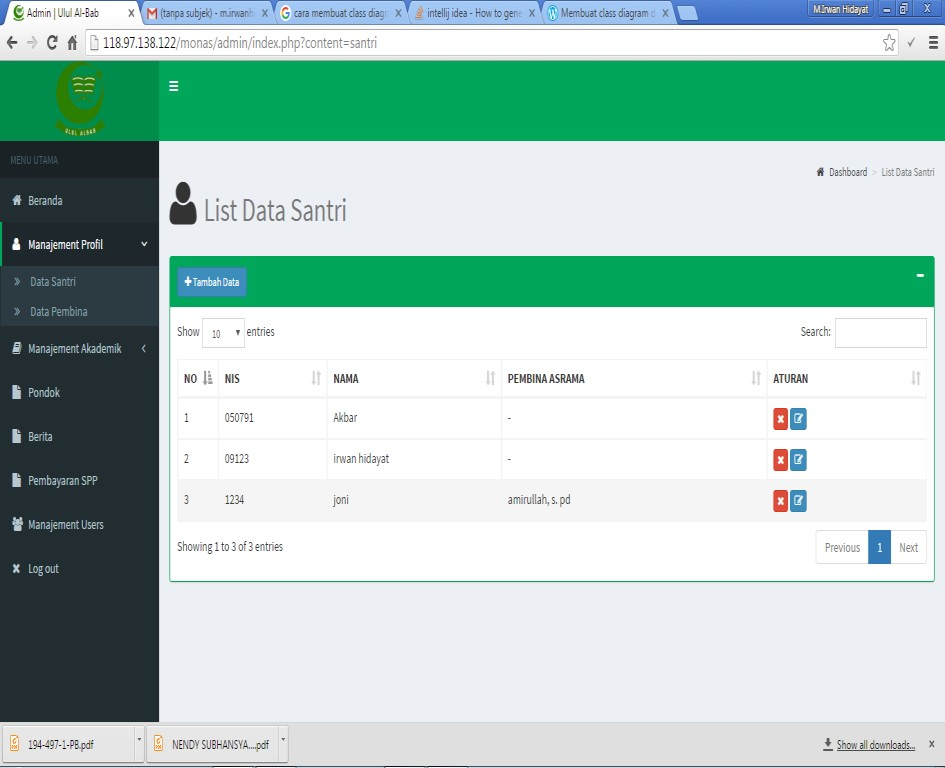 Admin | Ulul Al-Bab
(tanpa subjek) - m.irwanhi
cara membuat class diagr
intellij idea - How to gene
Membuat class diagram d
M.Irwan Hidayat
118.97.138.122/monas/admin/index.php?content=santri
ULUL ALBAB
MENU UTAMA
Beranda
Manajement Profil
Data Santri
Data Pembina
Manajement Akademik
Pondok
Berita
Pembayaran SPP
Manajement Users
Log out
Dashboard > List Data Santri
List Data Santri
+Tambah Data
Show 10 entries
Search:
NO NIS NAMA PEMBINA ASRAMA ATURAN
1 050791 Akbar -
2 09123 irwan hidayat -
3 1234 joni amirullah, s. pd
Showing 1 to 3 of 3 entries
Previous 1 Next
194-497-1-PB.pdf
NENDY SUBHANSYA....pdf
Show all downloads...